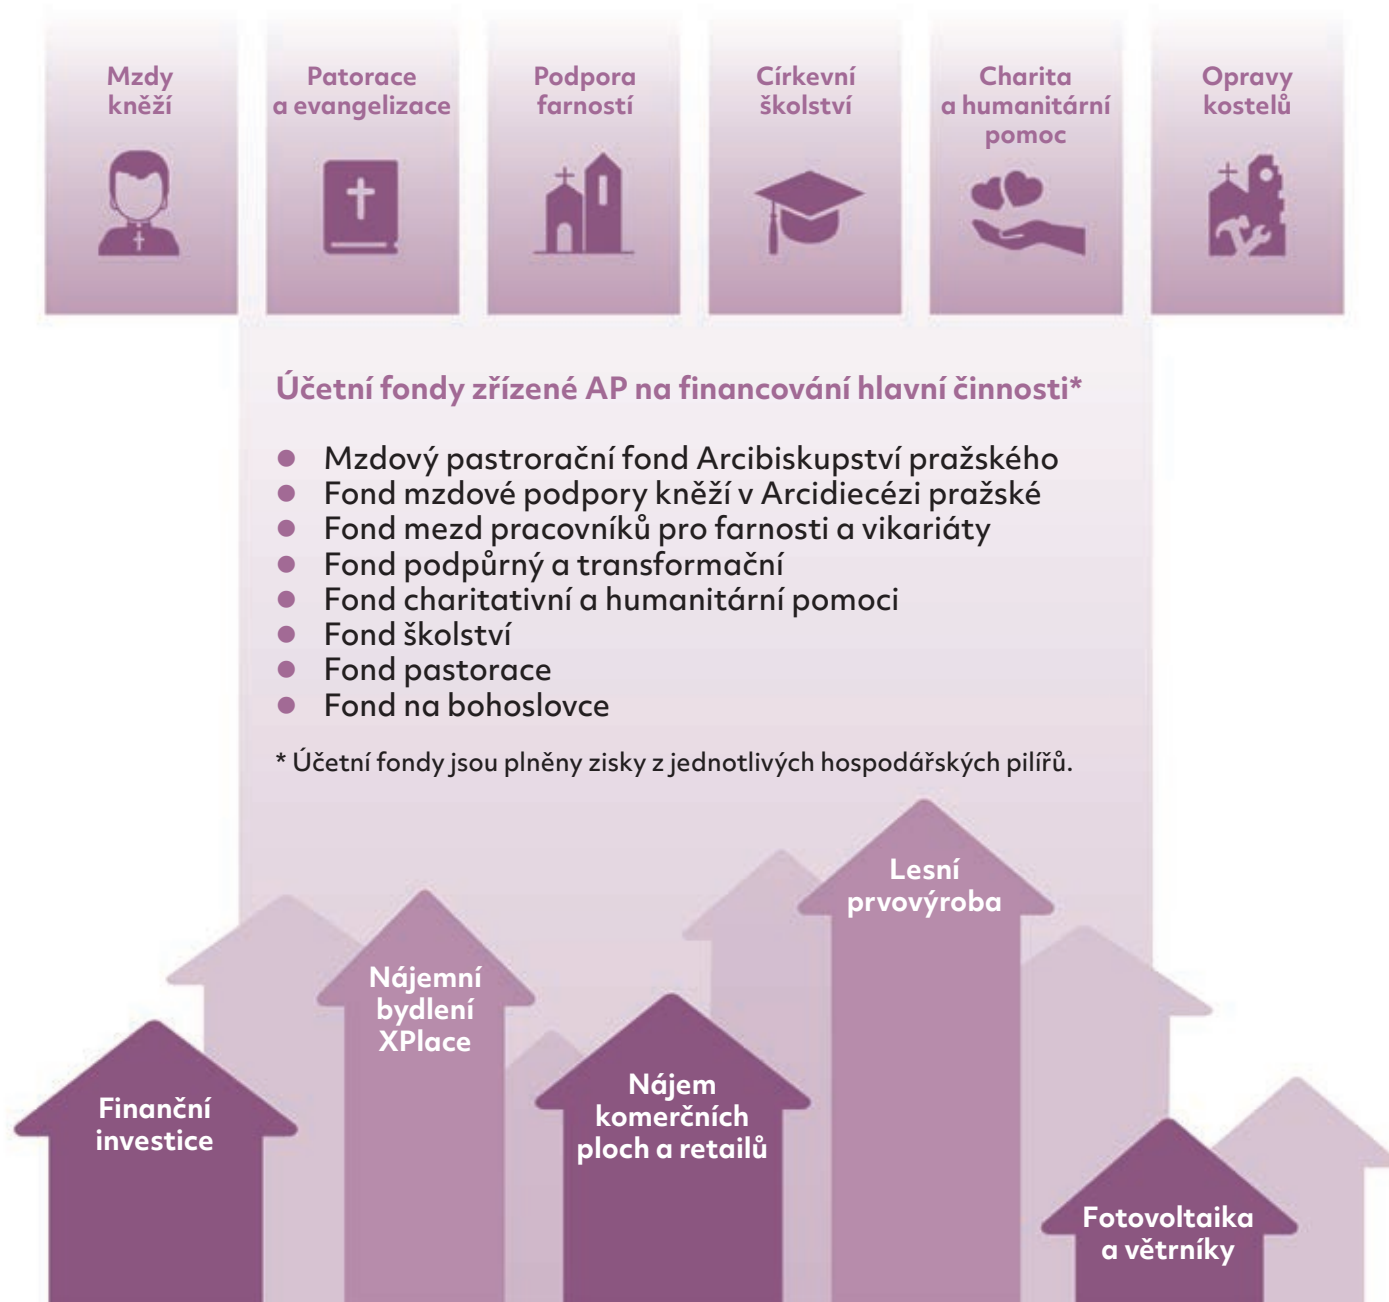 Mzdy
kněží
Patorace
a evangelizace
Podpora
farností
Církevní
školství
Charita
a humanitární
pomoc
Opravy
kostelů
Účetní fondy zřízené AP na financování hlavní činnosti*
● Mzdový pastrorační fond Arcibiskupství pražského
● Fond mzdové podpory kněží v Arcidiecézi pražské
● Fond mezd pracovníků pro farnosti a vikariáty
● Fond podpůrný a transformační
● Fond charitativní a humanitární pomoci
● Fond školství
● Fond pastorace
● Fond na bohoslovce
* Účetní fondy jsou plněny zisky z jednotlivých hospodářských pilířů.
Lesní
prvovýroba
Nájemní
bydlení
XPlace
Finanční
investice
Nájem
komerčních
ploch a retailů
Fotovoltaika
a větrníky